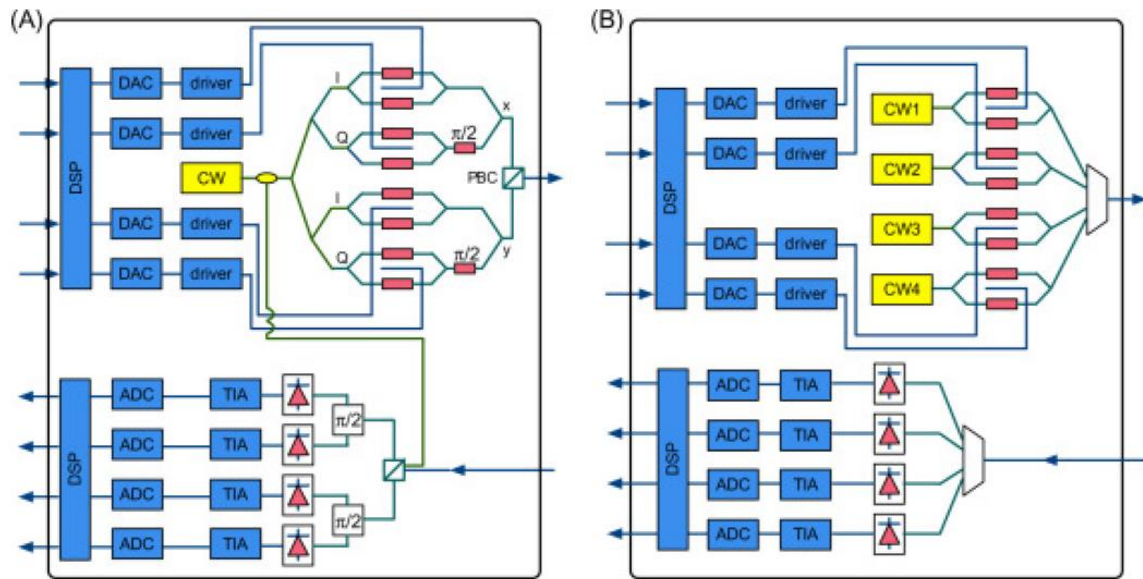 (A)
DSP
DAC
driver
DAC
driver
CW
DAC
driver
DAC
driver
I
Q
π/2
x
PBC
I
Q
π/2
y
DSP
ADC
TIA
ADC
TIA
ADC
TIA
ADC
TIA
π/2
π/2
(B)
DSP
DAC
driver
DAC
driver
DAC
driver
DAC
driver
CW1
CW2
CW3
CW4
DSP
ADC
TIA
ADC
TIA
ADC
TIA
ADC
TIA